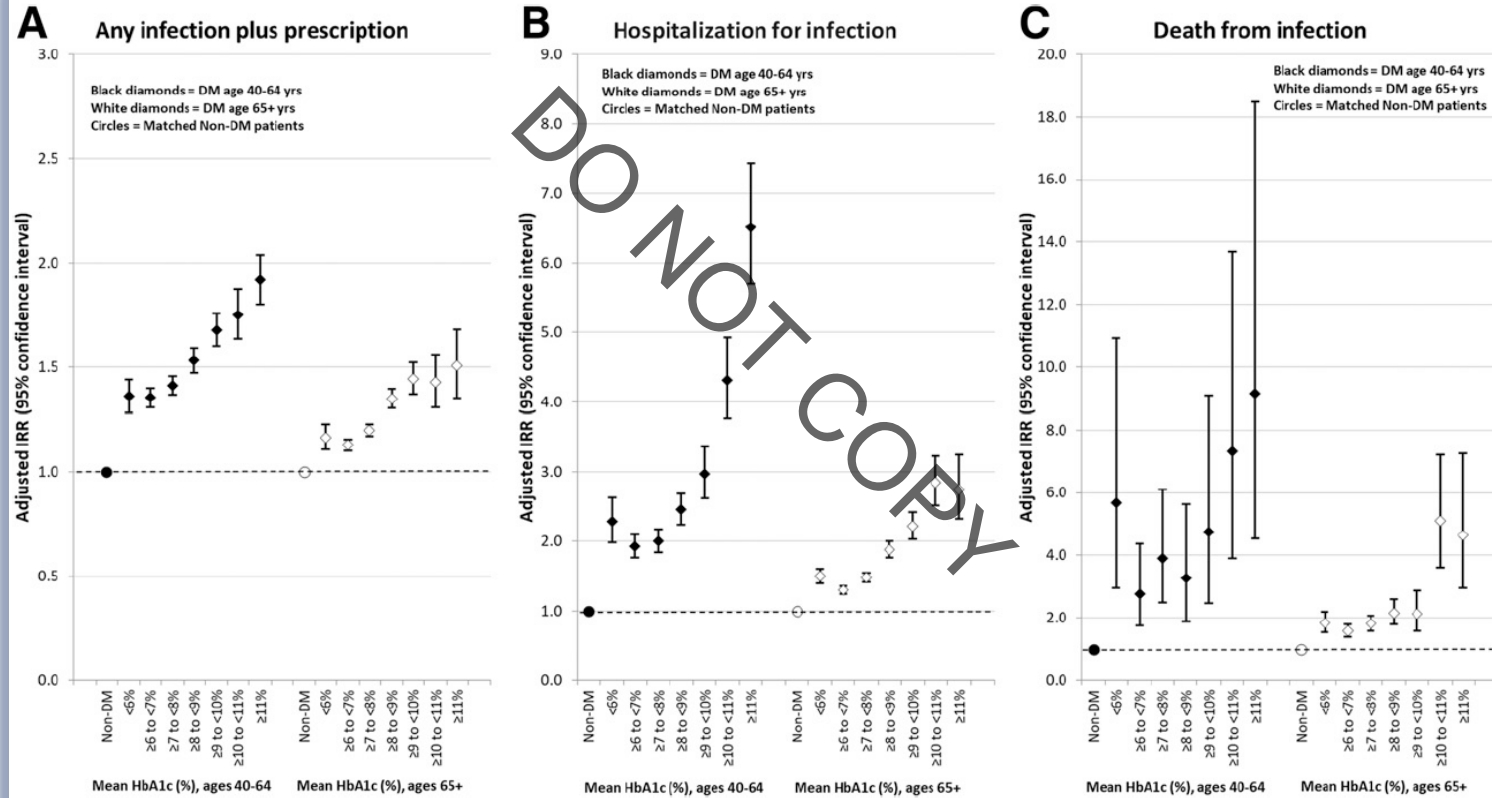 A
Any infection plus prescription
Black diamonds = DM age 40-64 yrs
White diamonds = DM age 65+ yrs
Circles = Matched Non-DM patients
Adjusted IRR (95% confidence interval)
3.0
2.5
2.0
1.5
1.0
0.5
0.0
Non-DM
<6%
≥6 to <7%
≥7 to <8%
≥8 to <9%
≥9 to <10%
≥10 to <11%
≥11%
Non-DM
<6%
≥6 to <7%
≥7 to <8%
≥8 to <9%
≥9 to <10%
≥10 to <11%
≥11%
Mean HbA1c (%), ages 40-64
Mean HbA1c (%), ages 65+
B
Hospitalization for infection
Black diamonds = DM age 40-64 yrs
White diamonds = DM age 65+ yrs
Circles = Matched Non-DM patients
Adjusted IRR (95% confidence interval)
9.0
8.0
7.0
6.0
5.0
4.0
3.0
2.0
1.0
0.0
Non-DM
<6%
≥6 to <7%
≥7 to <8%
≥8 to <9%
≥9 to <10%
≥10 to <11%
≥11%
Non-DM
<6%
≥6 to <7%
≥7 to <8%
≥8 to <9%
≥9 to <10%
≥10 to <11%
≥11%
Mean HbA1c (%), ages 40-64
Mean HbA1c (%), ages 65+
C
Death from infection
Black diamonds = DM age 40-64 yrs
White diamonds = DM age 65+ yrs
Circles = Matched Non-DM patients
Adjusted IRR (95% confidence interval)
20.0
18.0
16.0
14.0
12.0
10.0
8.0
6.0
4.0
2.0
0.0
Non-DM
<6%
≥6 to <7%
≥7 to <8%
≥8 to <9%
≥9 to <10%
≥10 to <11%
≥11%
Non-DM
<6%
≥6 to <7%
≥7 to <8%
≥8 to <9%
≥9 to <10%
≥10 to <11%
≥11%
Mean HbA1c (%), ages 40-64
Mean HbA1c (%), ages 65+
DO NOT COPY